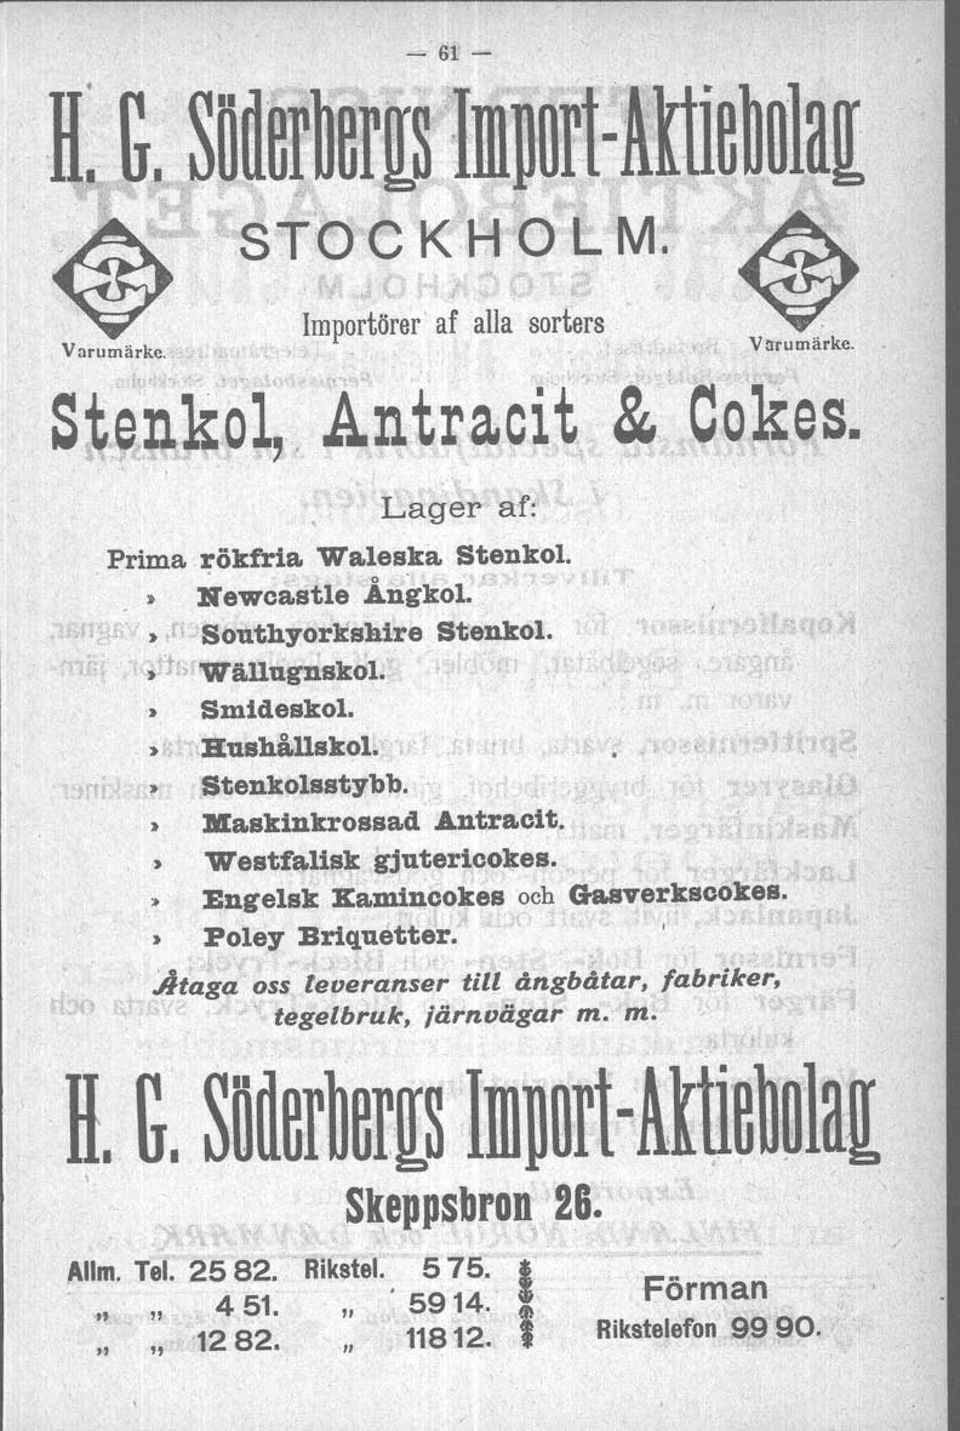 — 61 —
H. G. Söderbergs Import-Aktiebolag
STOCKHOLM.
Importörer af alla sorters
Varumärke.
Varumärke.
Stenkol, Antracit & Cokes.
Lager af:
Prima rökfria Waleska Stenkol.
» Newcastle Ångkol.
» Southyorkshire Stenkol.
» Wällugnskol.
» Smideskol.
» Hushållskol.
» Stenkolsstybb.
» Maskinkrossad Antracit.
» Westfalisk gjutericokes.
» Engelsk Kamincokes och Gasverkscokes.
» Poley Briquetter.
Åtaga oss leveranser till ångbåtar, fabriker,
tegelbruk, järnvägar m. m.
H. G. Söderbergs Import-Aktiebolag
Skeppsbron 26.
Allm. Tel. 25 82. Rikstel. 5 75.
„ „ 4 51. „ 59 14.
„ „ 12 82. „ 118 12.
Förman
Rikstelefon 99 90.